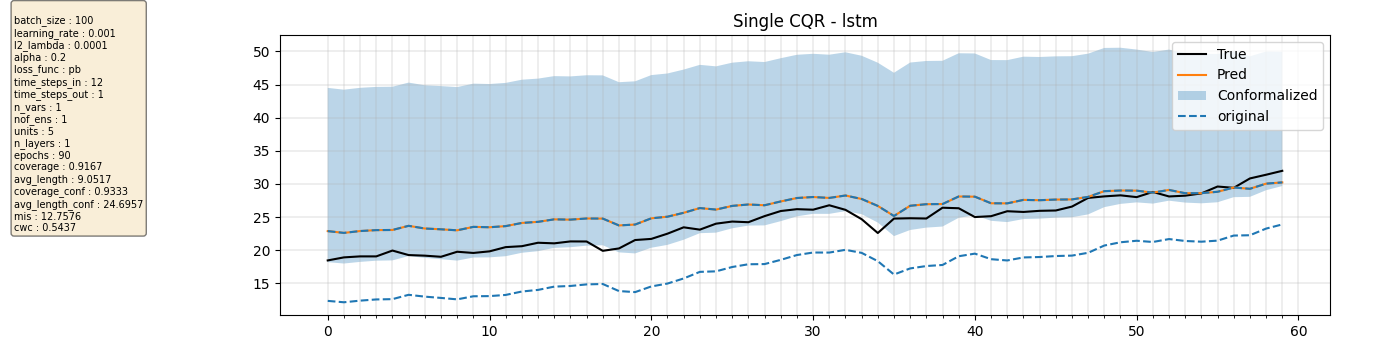 batch_size : 100
learning_rate : 0.001
l2_lambda : 0.0001
alpha : 0.2
loss_func : pb
time_steps_in : 12
time_steps_out : 1
n_vars : 1
nof_ens : 1
units : 5
n_layers : 1
epochs : 90
coverage : 0.9167
avg_length : 9.0517
coverage_conf : 0.9333
avg_length_conf : 24.6957
mis : 12.7576
cwc : 0.5437
Single CQR - lstm
50
45
40
35
30
25
20
15
True
Pred
Conformalized
original
0 10 20 30 40 50 60